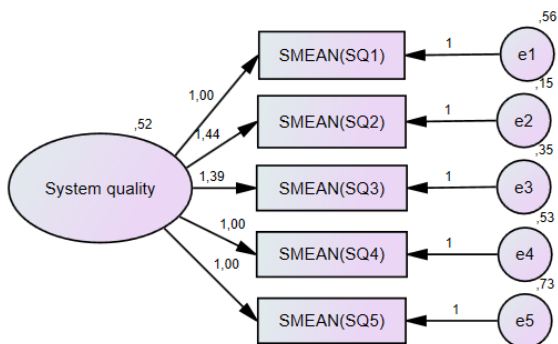 ,56
SMEAN(SQ1)
1
e1
1,00
,15
SMEAN(SQ2)
1
e2
,52
1,44
,35
System quality
1,39
SMEAN(SQ3)
1
e3
1,00
,53
SMEAN(SQ4)
1
e4
1,00
,73
SMEAN(SQ5)
1
e5